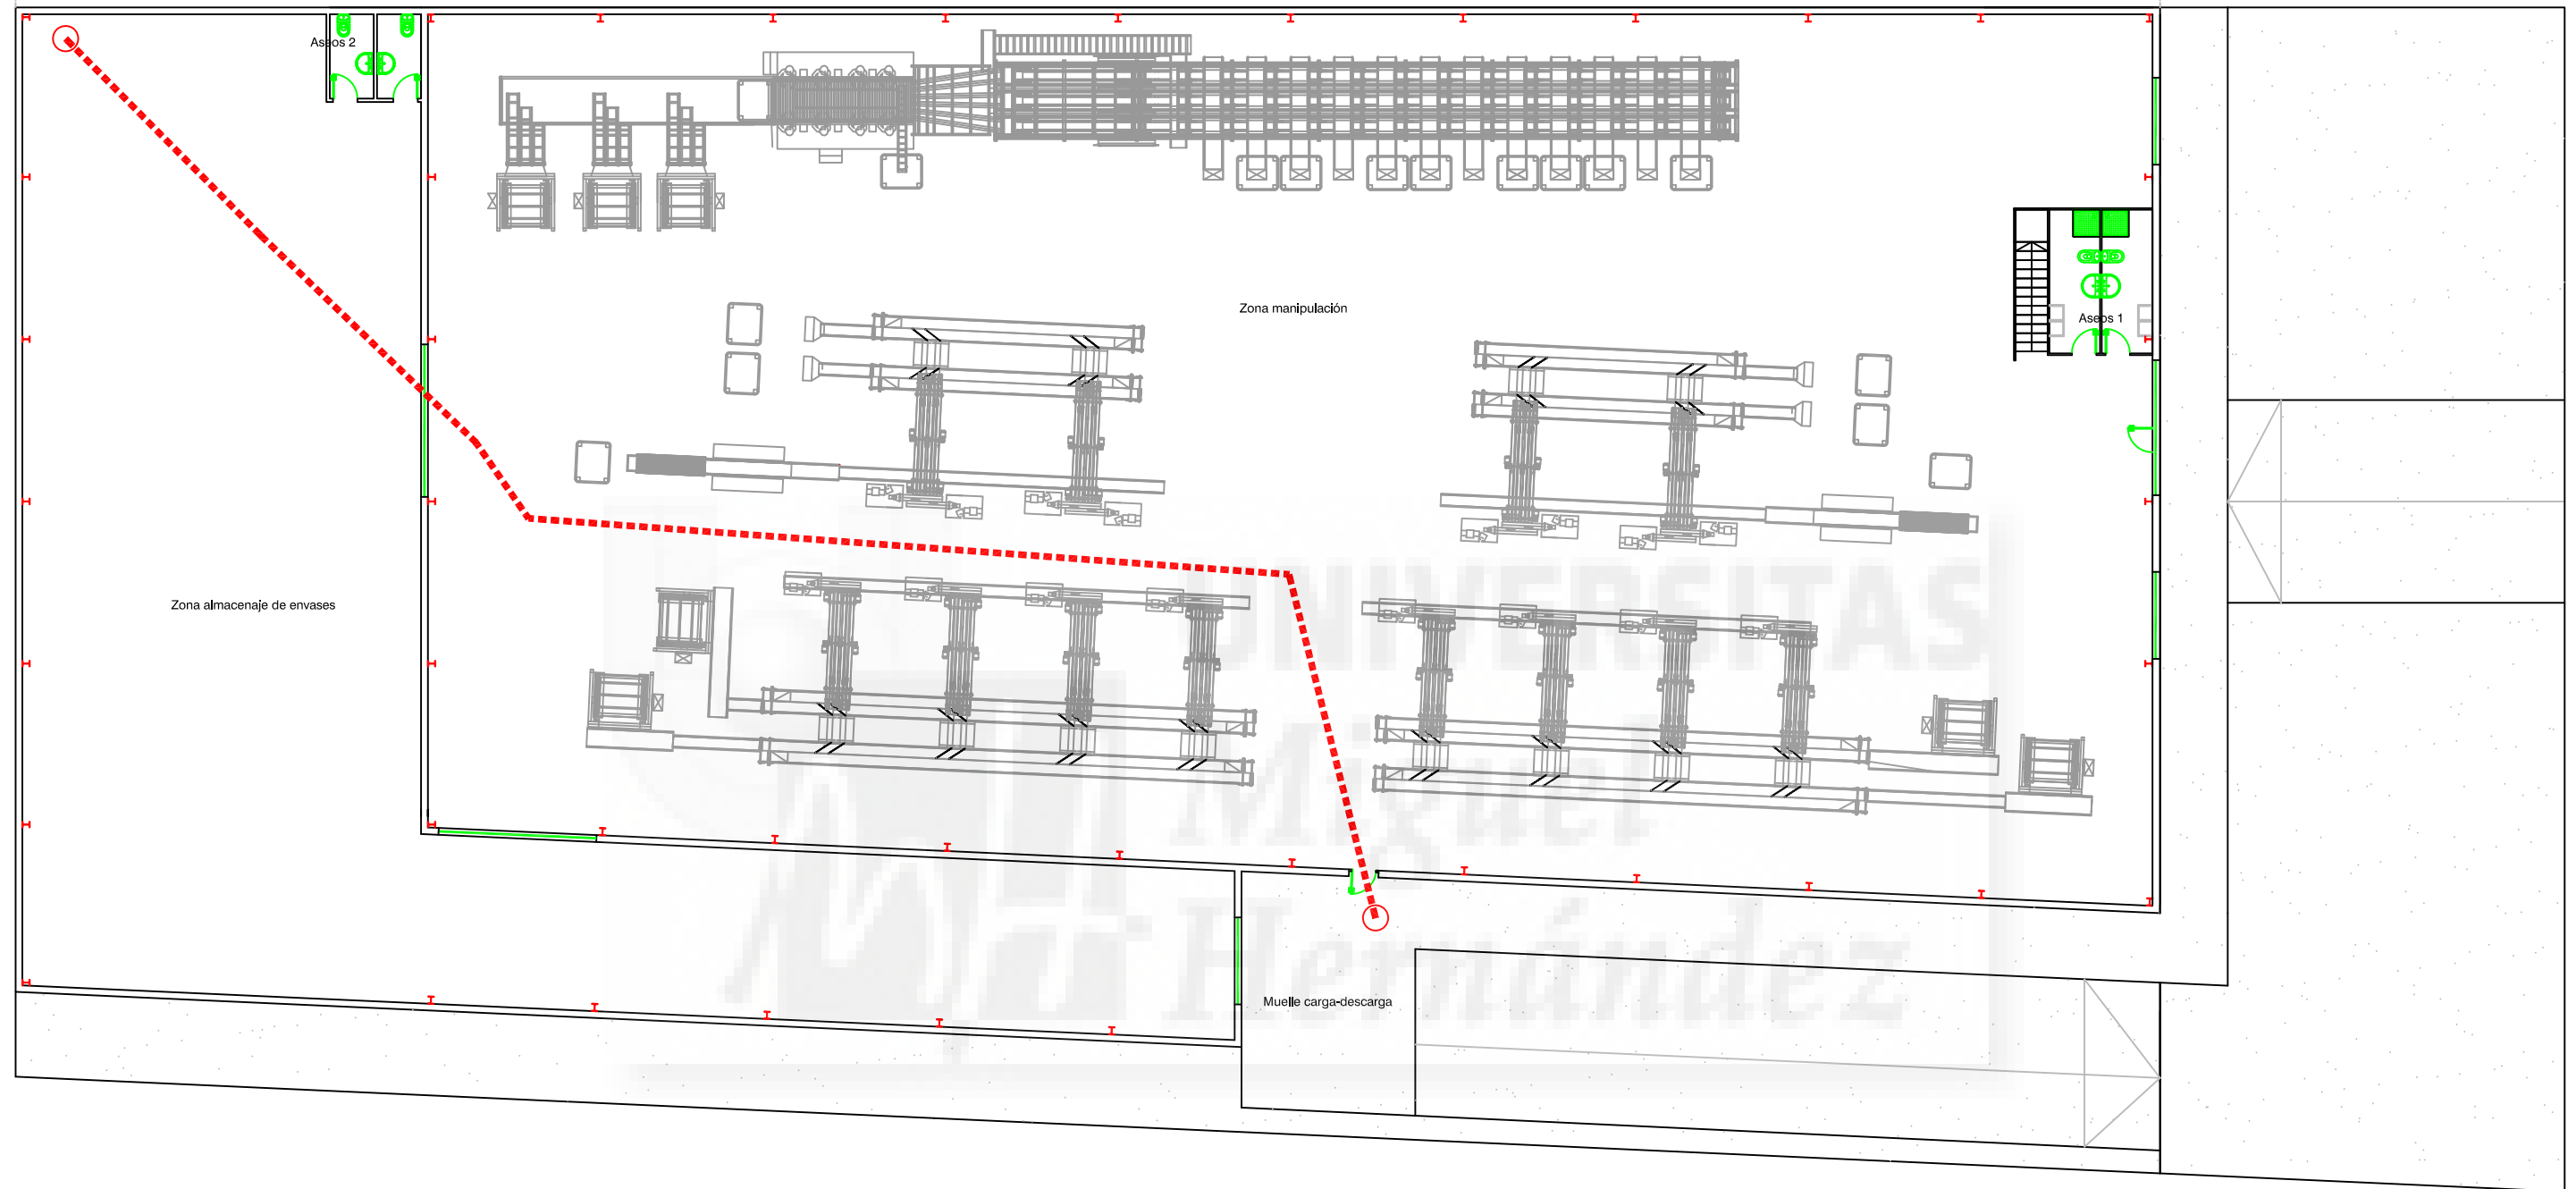 Aseos 2
Zona manipulación
Aseos 1
Zona almacenaje de envases
UNIVERSITAS
Miguel
Hernández
Muelle carga-descarga